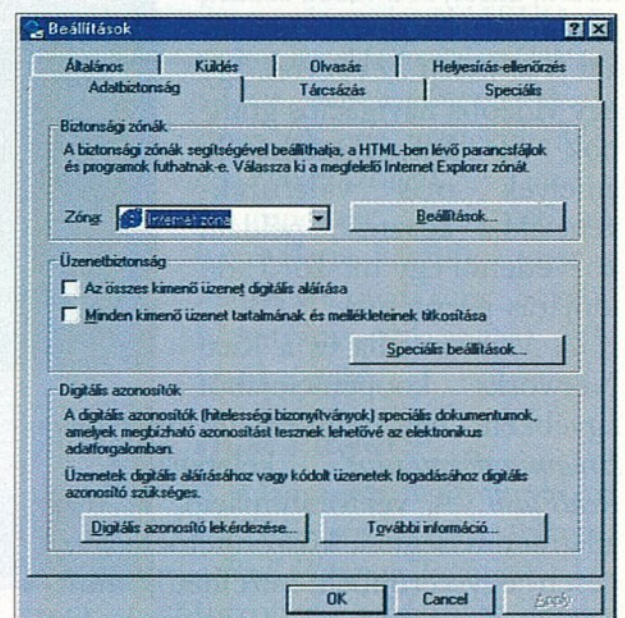 Beállítások
Általános Küldés Olvasás Helyesírás-ellenőrzés
Adatbiztonság Tárcsázás Speciális
Biztonsági zónák
A biztonsági zónák segítségével beállíthatja, a HTML-ben lévő parancsfájlok
és programok futhatnak-e. Válassza ki a megfelelő Internet Explorer zónát.
Zóna: Internet zóna Beállítások...
Üzenetbiztonság
Az összes kimenő üzenet digitális aláírása
Minden kimenő üzenet tartalmának és mellékleteinek titkosítása
Speciális beállítások...
Digitális azonosítók
A digitális azonosítók (hitelességi bizonyítványok) speciális dokumentumok,
amelyek megbízható azonosítást tesznek lehetővé az elektronikus
adatforgalomban.
Üzenetek digitális aláírásához vagy kódolt üzenetek fogadásához digitális
azonosító szükséges.
Digitális azonosító lekérdezése... További információ...
OK Cancel Apply